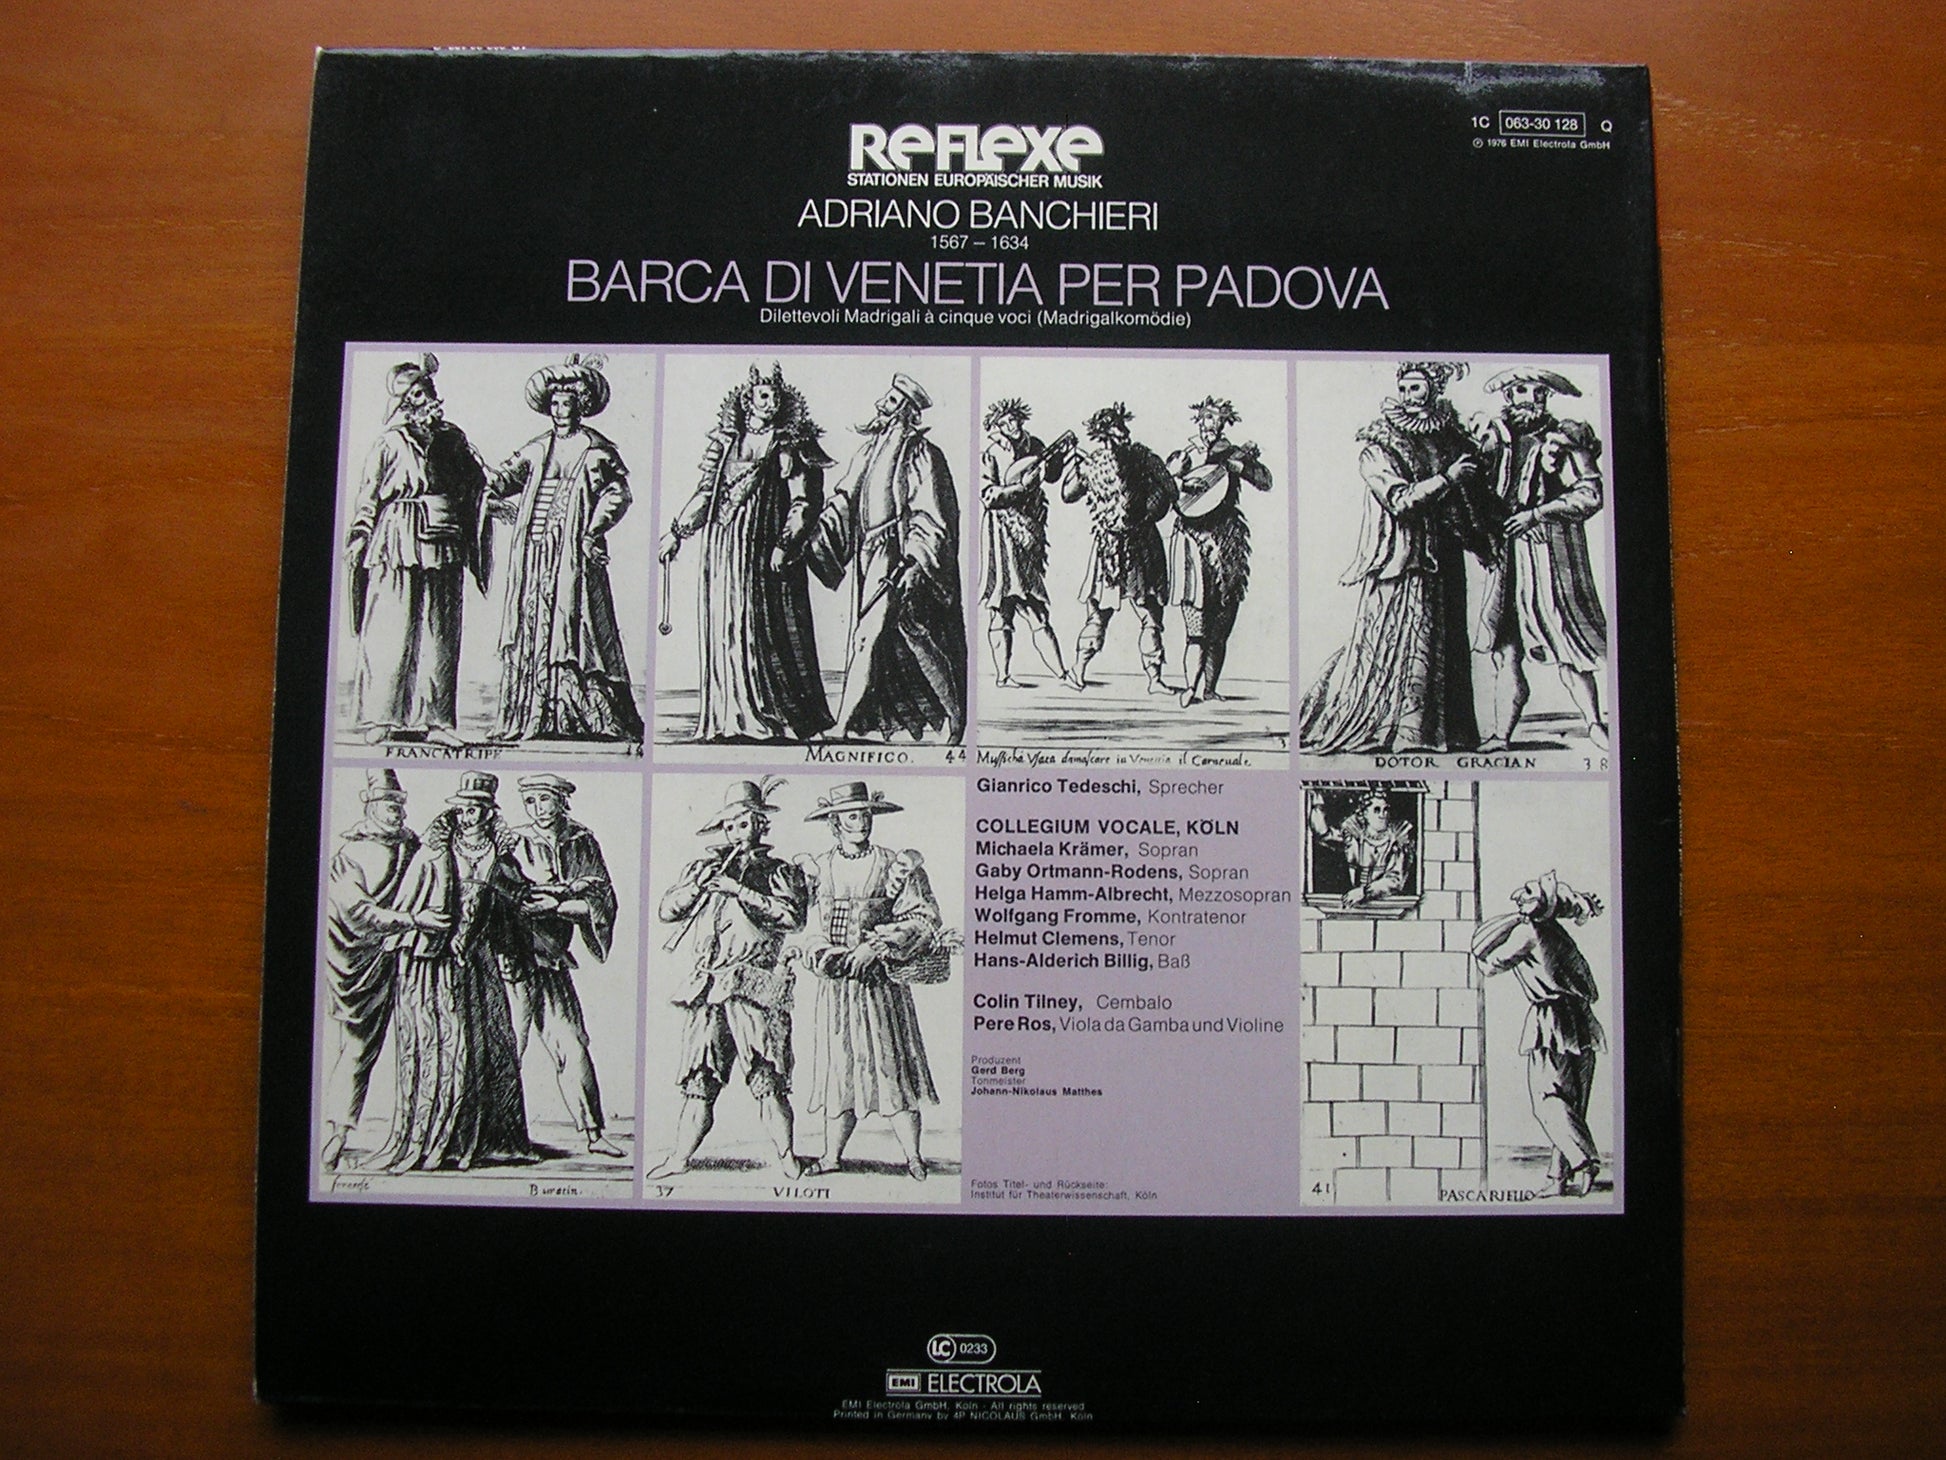 ReFLexe
STATIONEN EUROPÄISCHER MUSIK
1C 063-30 128 Q
℗ 1976 EMI Electrola GmbH
ADRIANO BANCHIERI
1567 – 1634
BARCA DI VENETIA PER PADOVA
Dilettevoli Madrigali à cinque voci (Madrigalkomödie)
FRANCATRIPE
MAGNIFICO. 44
il Carneuale.
DOTOR GRACIAN 38
Gianrico Tedeschi, Sprecher
COLLEGIUM VOCALE, KÖLN
Michaela Krämer, Sopran
Gaby Ortmann-Rodens, Sopran
Helga Hamm-Albrecht, Mezzosopran
Wolfgang Fromme, Kontratenor
Helmut Clemens, Tenor
Hans-Alderich Billig, Baß
Colin Tilney, Cembalo
Pere Ros, Viola da Gamba und Violine
Produzent
Gerd Berg
Tonmeister
Johann-Nikolaus Matthes
Fotos Titel- und Rückseite:
Institut für Theaterwissenschaft, Köln
Buratin.
37 VILOTI
41 PASCARIELLO
LC 0233
EMI ELECTROLA
EMI Electrola GmbH, Köln · All rights reserved
Printed in Germany by 4P NICOLAUS GmbH, Köln